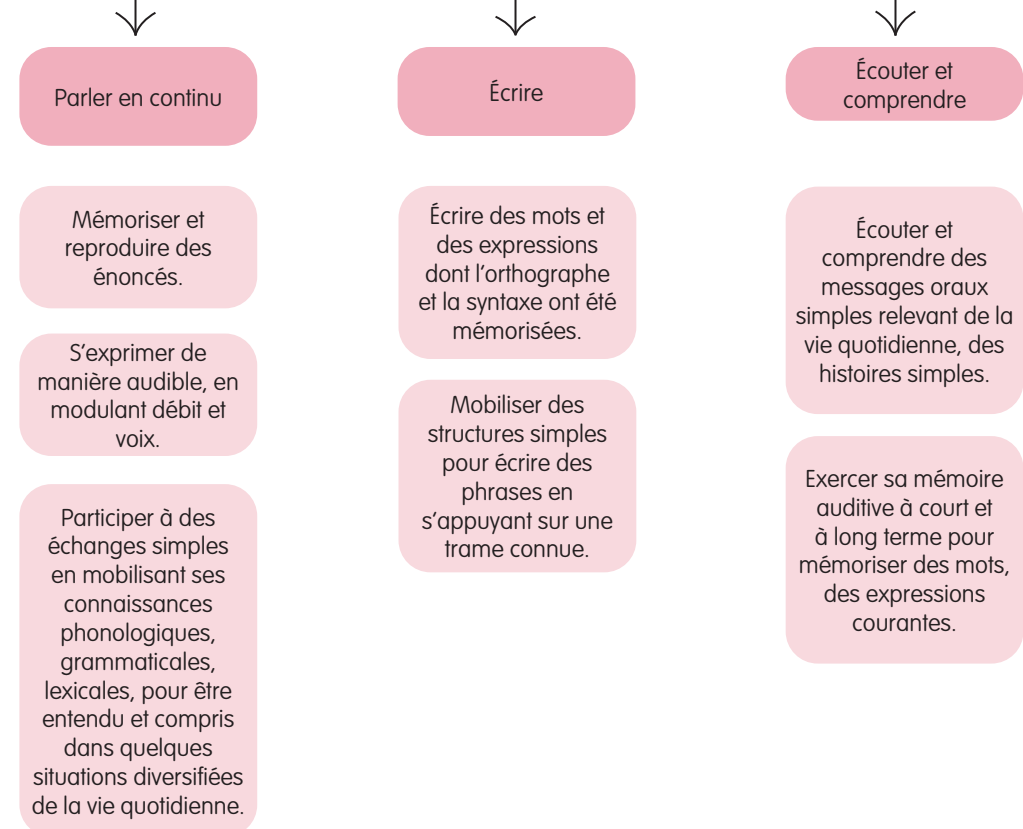 Parler en continu
Mémoriser et
reproduire des
énoncés.
S’exprimer de
manière audible, en
modulant débit et
voix.
Participer à des
échanges simples
en mobilisant ses
connaissances
phonologiques,
grammaticales,
lexicales, pour être
entendu et compris
dans quelques
situations diversifiées
de la vie quotidienne.
Écrire
Écrire des mots et
des expressions
dont l’orthographe
et la syntaxe ont été
mémorisées.
Mobiliser des
structures simples
pour écrire des
phrases en
s’appuyant sur une
trame connue.
Écouter et
comprendre
Écouter et
comprendre des
messages oraux
simples relevant de la
vie quotidienne, des
histoires simples.
Exercer sa mémoire
auditive à court et
à long terme pour
mémoriser des mots,
des expressions
courantes.